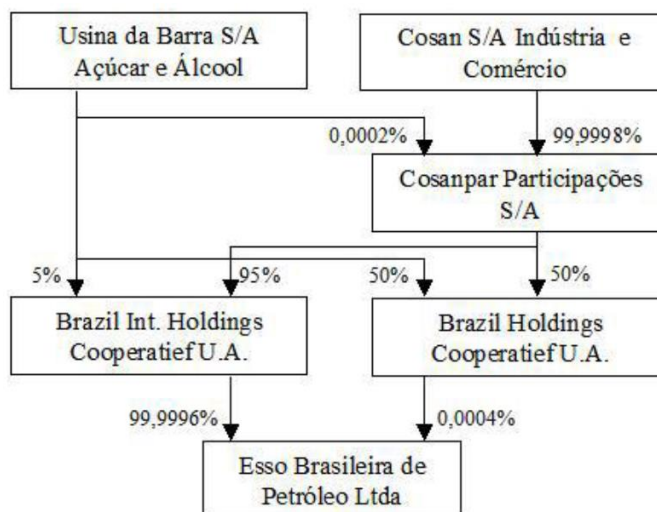 Usina da Barra S/A
Açúcar e Álcool
Cosan S/A Indústria e
Comércio
0,0002%
99,9998%
Cosanpar Participações
S/A
5%
95%
50%
50%
Brazil Int. Holdings
Cooperatief U.A.
Brazil Holdings
Cooperatief U.A.
99,9996%
0,0004%
Esso Brasileira de
Petróleo Ltda